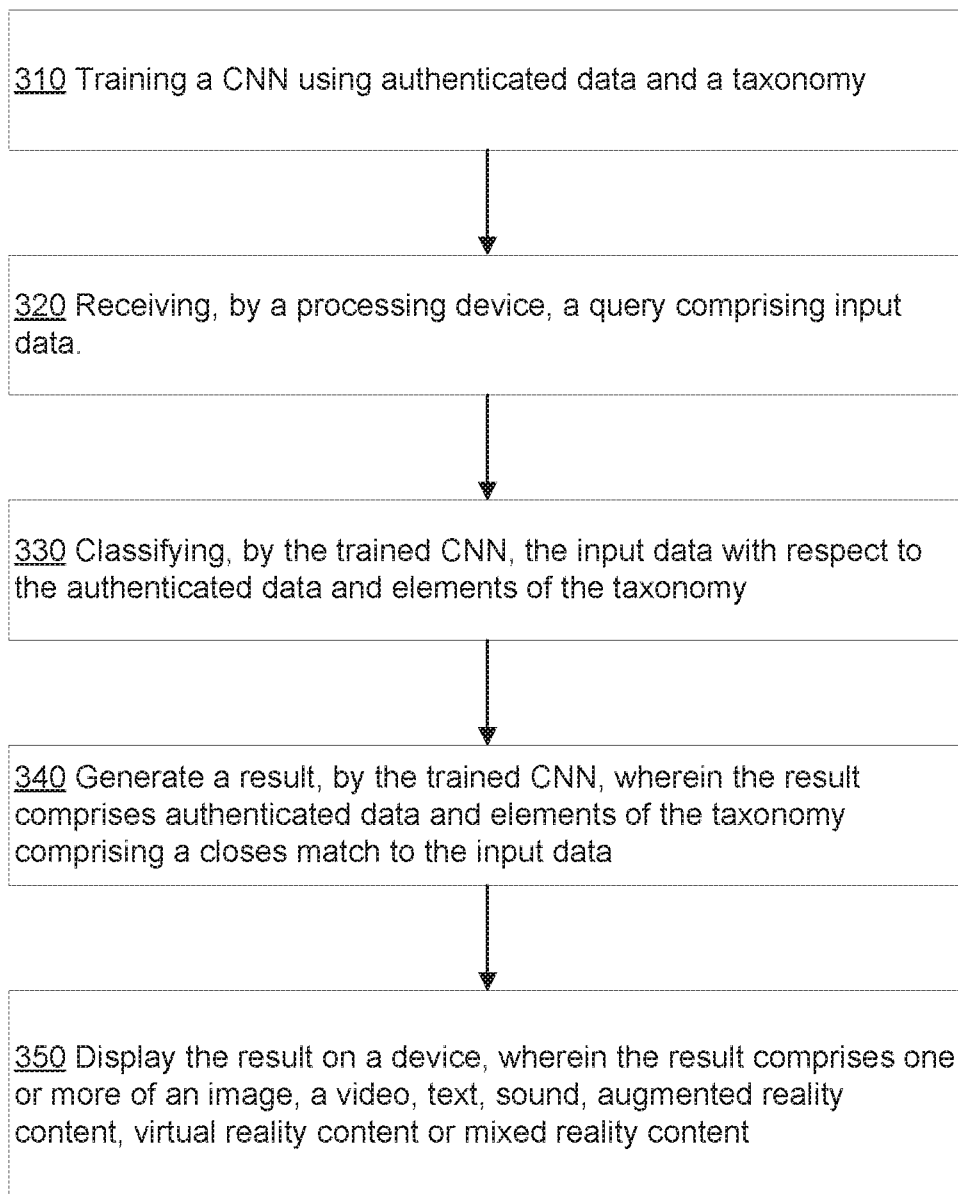 310 Training a CNN using authenticated data and a taxonomy
320 Receiving, by a processing device, a query comprising input
data.
330 Classifying, by the trained CNN, the input data with respect to
the authenticated data and elements of the taxonomy
340 Generate a result, by the trained CNN, wherein the result
comprises authenticated data and elements of the taxonomy
comprising a closes match to the input data
350 Display the result on a device, wherein the result comprises one
or more of an image, a video, text, sound, augmented reality
content, virtual reality content or mixed reality content